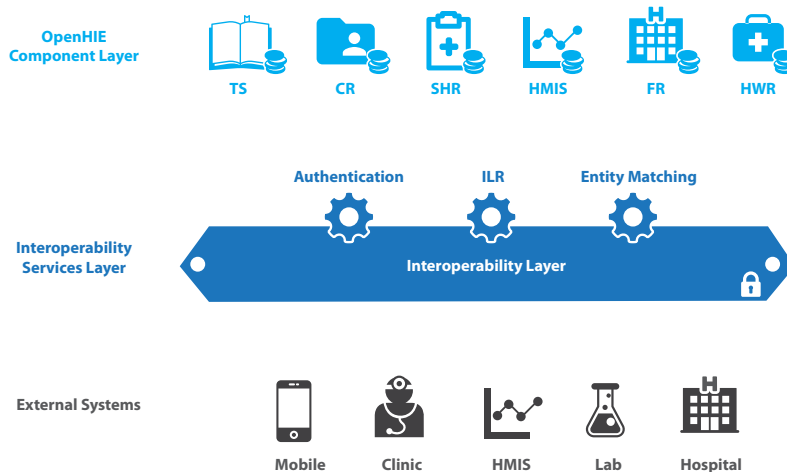 OpenHIE
Component Layer
TS
CR
SHR
HMIS
FR
HWR
Authentication
ILR
Entity Matching
Interoperability
Services Layer
Interoperability Layer
External Systems
Mobile
Clinic
HMIS
Lab
Hospital
H
H